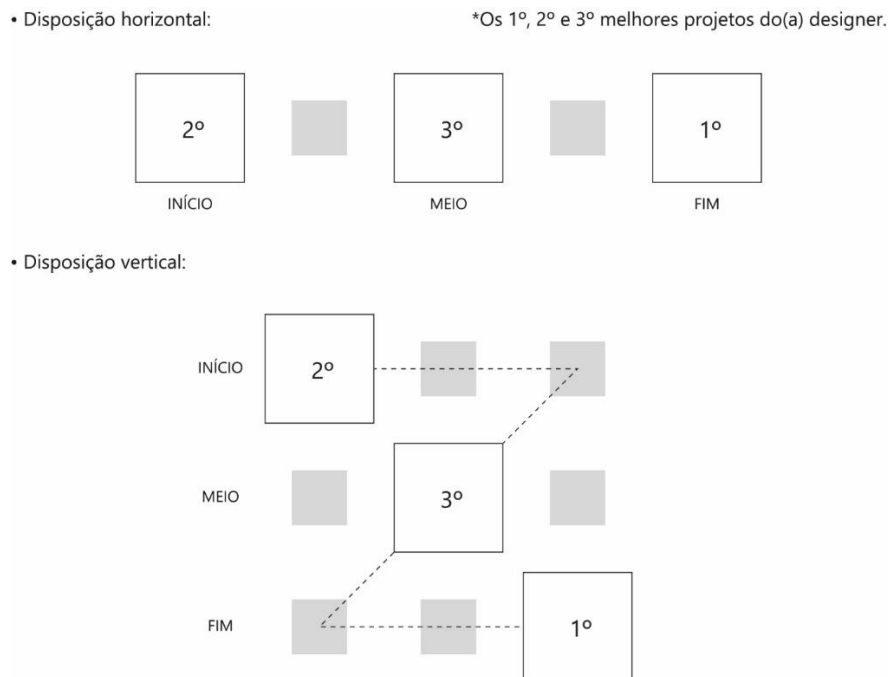 • Disposição horizontal:
*Os 1º, 2º e 3º melhores projetos do(a) designer.
2º
3º
1º
INÍCIO
MEIO
FIM
• Disposição vertical:
INÍCIO
2º
MEIO
3º
FIM
1º